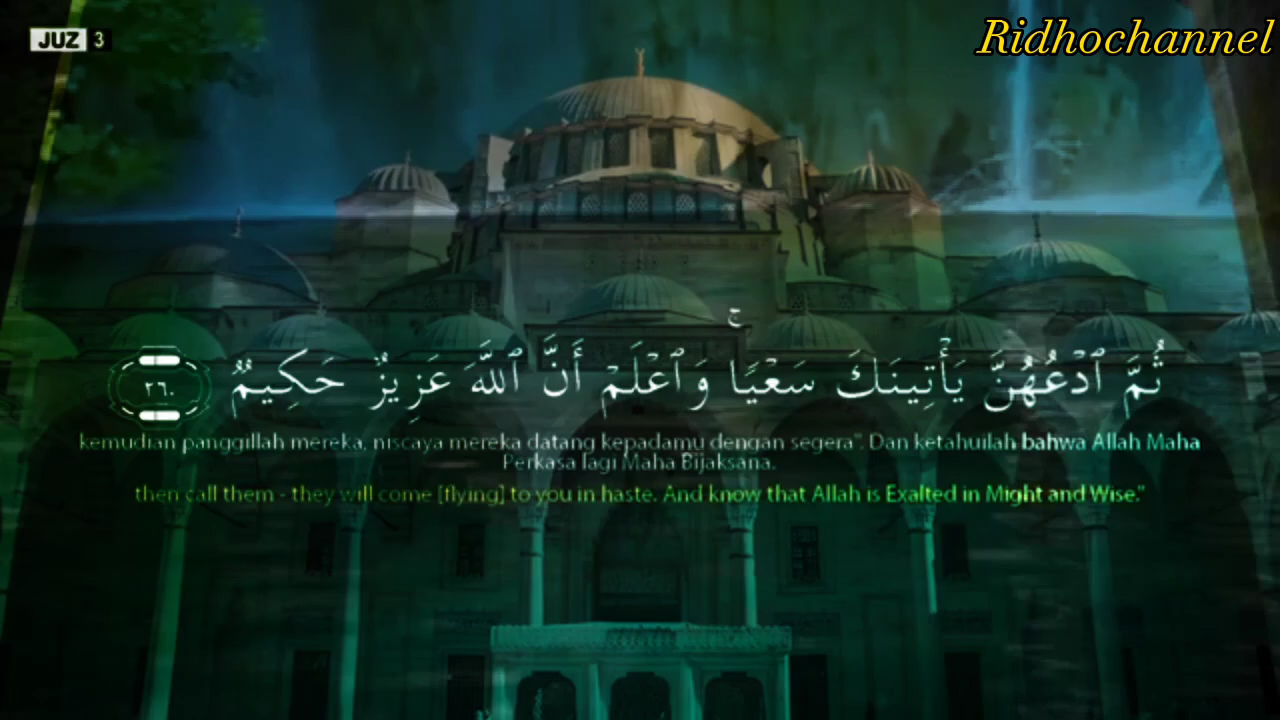 JUZ 3
Ridhochannel
ثُمَّ ٱدْعُهُنَّ يَأْتِينَكَ سَعْيًا ۚ وَٱعْلَمْ أَنَّ ٱللَّهَ عَزِيزٌ حَكِيمٌ ٢٦٠
kemudian panggillah mereka, niscaya mereka datang kepadamu dengan segera". Dan ketahuilah bahwa Allah Maha
Perkasa lagi Maha Bijaksana.
then call them - they will come [flying] to you in haste. And know that Allah is Exalted in Might and Wise."